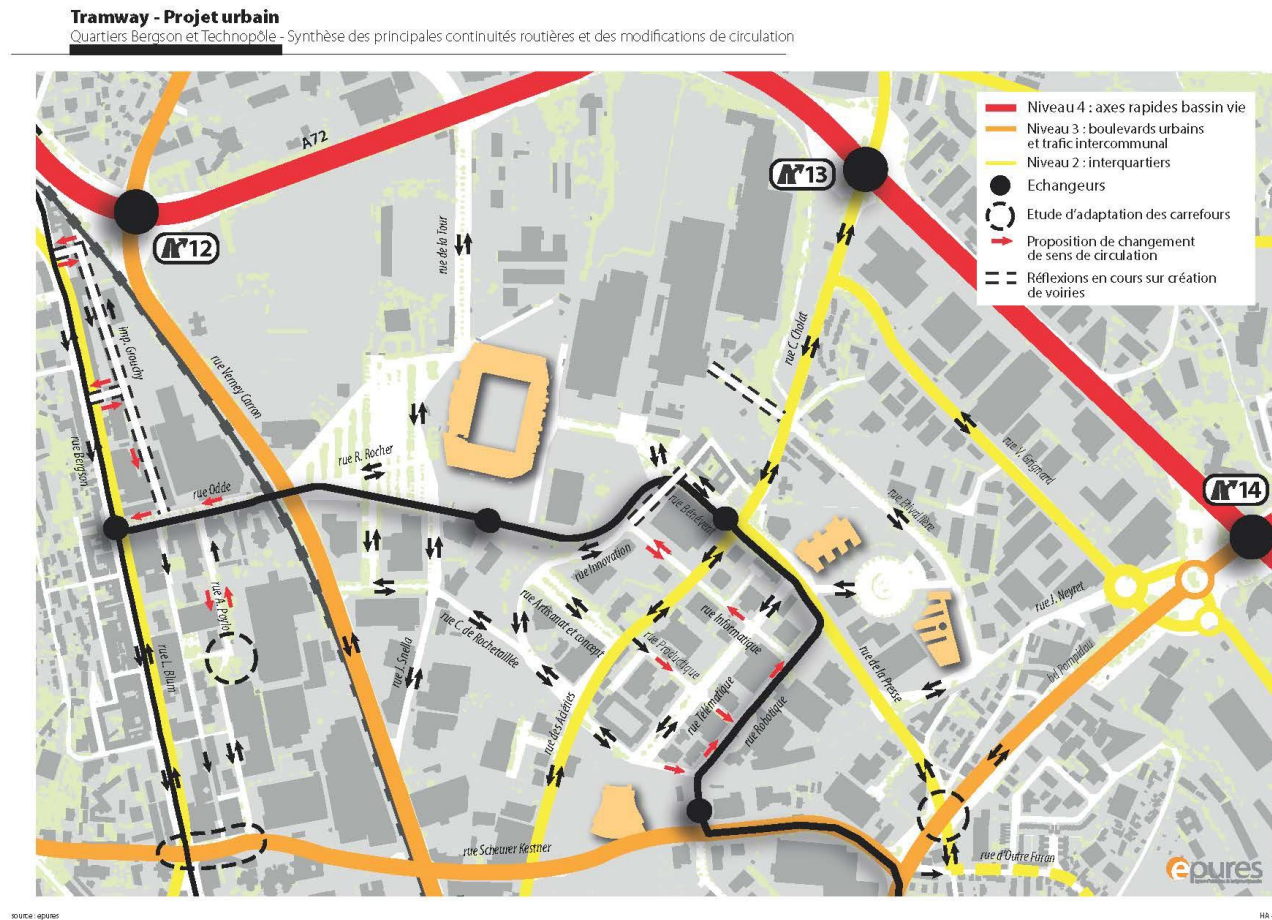 Tramway - Projet urbain
Quartiers Bergson et Technopôle - Synthèse des principales continuités routières et des modifications de circulation
Niveau 4 : axes rapides bassin vie
Niveau 3 : boulevards urbains
et trafic intercommunal
Niveau 2 : interquartiers
Echangeurs
Etude d'adaptation des carrefours
Proposition de changement
de sens de circulation
Réflexions en cours sur création
de voiries
A72
13
12
14
rue de la Tour
imp. Grouchy
rue C. Cholat
rue Verney Carron
rue Bergson
rue R. Rocher
rue V. Grignard
rue Odde
rue Bénévent
rue Innovation
rue J. Neyret
rue Artisanat et concept
rue Informatique
rue C. de Rochetaillée
rue Productique
rue J. Snella
rue L. Blum
rue de la Presse
bd Pompidou
rue Télématique
rue Robotique
rue des Aciéries
rue Scheurer Kestner
rue d'Outre Furan
épures
source : epures
HA